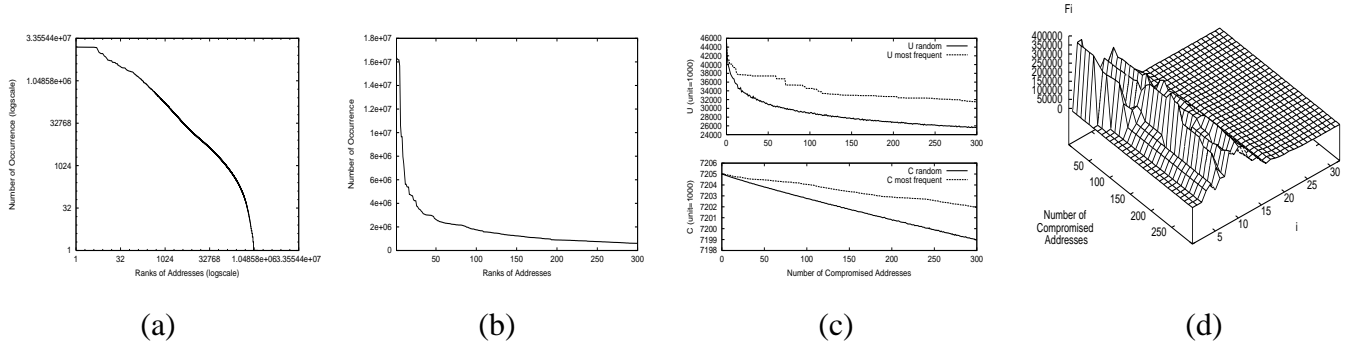 3.35544e+07
1.04858e+06
32768
1024
32
1
Number of Occurrence (logscale)
1 32 1024 32768 1.04858e+063.35544e+07
Ranks of Addresses (logscale)
(a)
1.8e+07
1.6e+07
1.4e+07
1.2e+07
1e+07
8e+06
6e+06
4e+06
2e+06
0
Number of Occurrence
50 100 150 200 250 300
Ranks of Addresses
(b)
46000
44000
42000
40000
38000
36000
34000
32000
30000
28000
26000
24000
U (unit=1000)
U random
U most frequent
0 50 100 150 200 250 300
7206
7205
7204
7203
7202
7201
7200
7199
7198
C (unit=1000)
C random
C most frequent
0 50 100 150 200 250 300
Number of Compromised Addresses
(c)
Fi
400000
350000
300000
250000
200000
150000
100000
50000
0
50
100
150
200
250
Number of
Compromised
Addresses
5
10
15
20
25
30
i
(d)